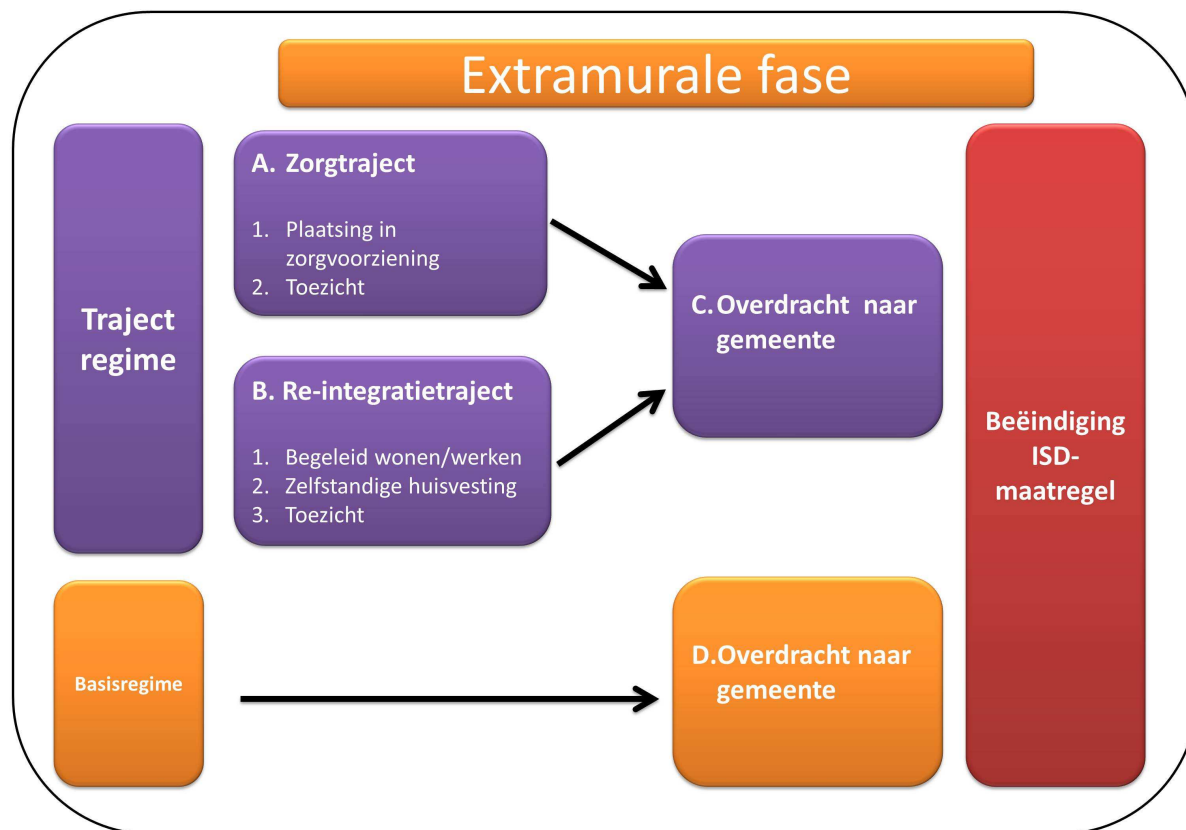 Extramurale fase
Traject
regime
A. Zorgtraject
1. Plaatsing in
zorgvoorziening
2. Toezicht
B. Re-integratietraject
1. Begeleid wonen/werken
2. Zelfstandige huisvesting
3. Toezicht
C.Overdracht naar
gemeente
Beëindiging
ISD-
maatregel
Basisregime
D.Overdracht naar
gemeente